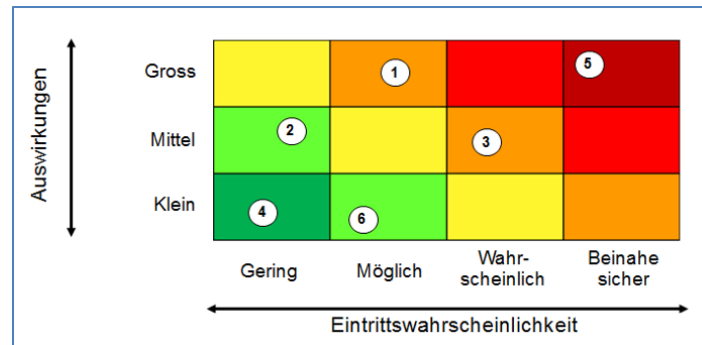 Auswirkungen
Gross
1
5
Mittel
2
3
Klein
4
6
Gering
Möglich
Wahr-
scheinlich
Beinahe
sicher
Eintrittswahrscheinlichkeit